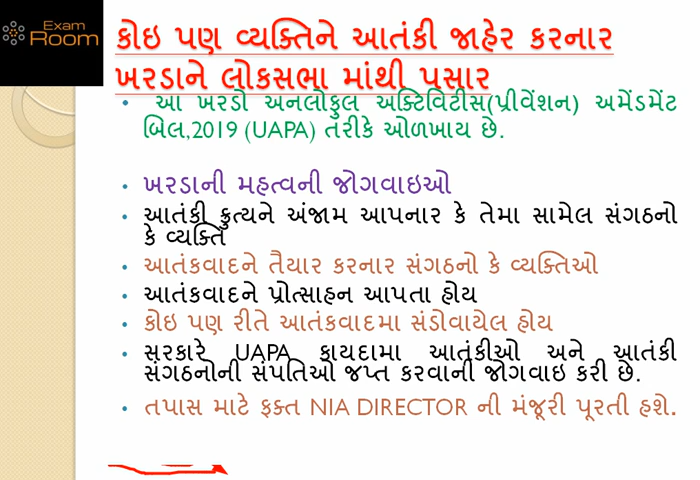 Exam
Room
કોઇ પણ વ્યક્તિને આતંકી જાહેર કરનાર
ખરડાને લોકસભા માંથી પસાર
• આ ખરડો અનલોફુલ અક્ટિવિટીસ(પ્રીવેંશન) અમેંડમેંટ
બિલ,2019 (UAPA) તરીકે ઓળખાય છે.
• ખરડાની મહત્વની જોગવાઇઓ
• આતંકી ક્રુત્યને અંજામ આપનાર કે તેમા સામેલ સંગઠનો
કે વ્યક્તિ
• આતંકવાદને તૈયાર કરનાર સંગઠનો કે વ્યક્તિઓ
• આતંકવાદને પ્રોત્સાહન આપતા હોય
• કોઇ પણ રીતે આતંકવાદમા સંડોવાયેલ હોય
• સરકારે UAPA કાયદામા આતંકીઓ અને આતંકી
સંગઠનોની સંપતિઓ જપ્ત કરવાની જોગવાઇ કરી છે.
• તપાસ માટે ફક્ત NIA DIRECTOR ની મંજૂરી પૂરતી હશે.